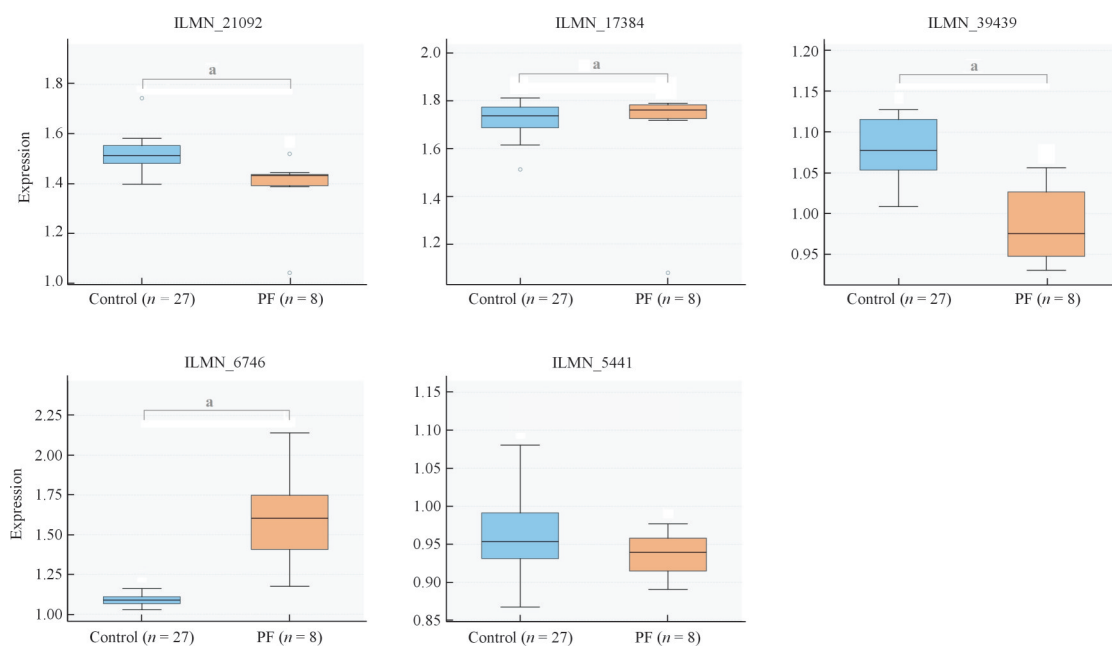 ILMN_21092
a
Expression
1.8
1.6
1.4
1.2
1.0
Control (n = 27)
PF (n = 8)
ILMN_17384
a
2.0
1.8
1.6
1.4
1.2
Control (n = 27)
PF (n = 8)
ILMN_39439
a
1.20
1.15
1.10
1.05
1.00
0.95
Control (n = 27)
PF (n = 8)
ILMN_6746
a
Expression
2.25
2.00
1.75
1.50
1.25
1.00
Control (n = 27)
PF (n = 8)
ILMN_5441
1.15
1.10
1.05
1.00
0.95
0.90
0.85
Control (n = 27)
PF (n = 8)